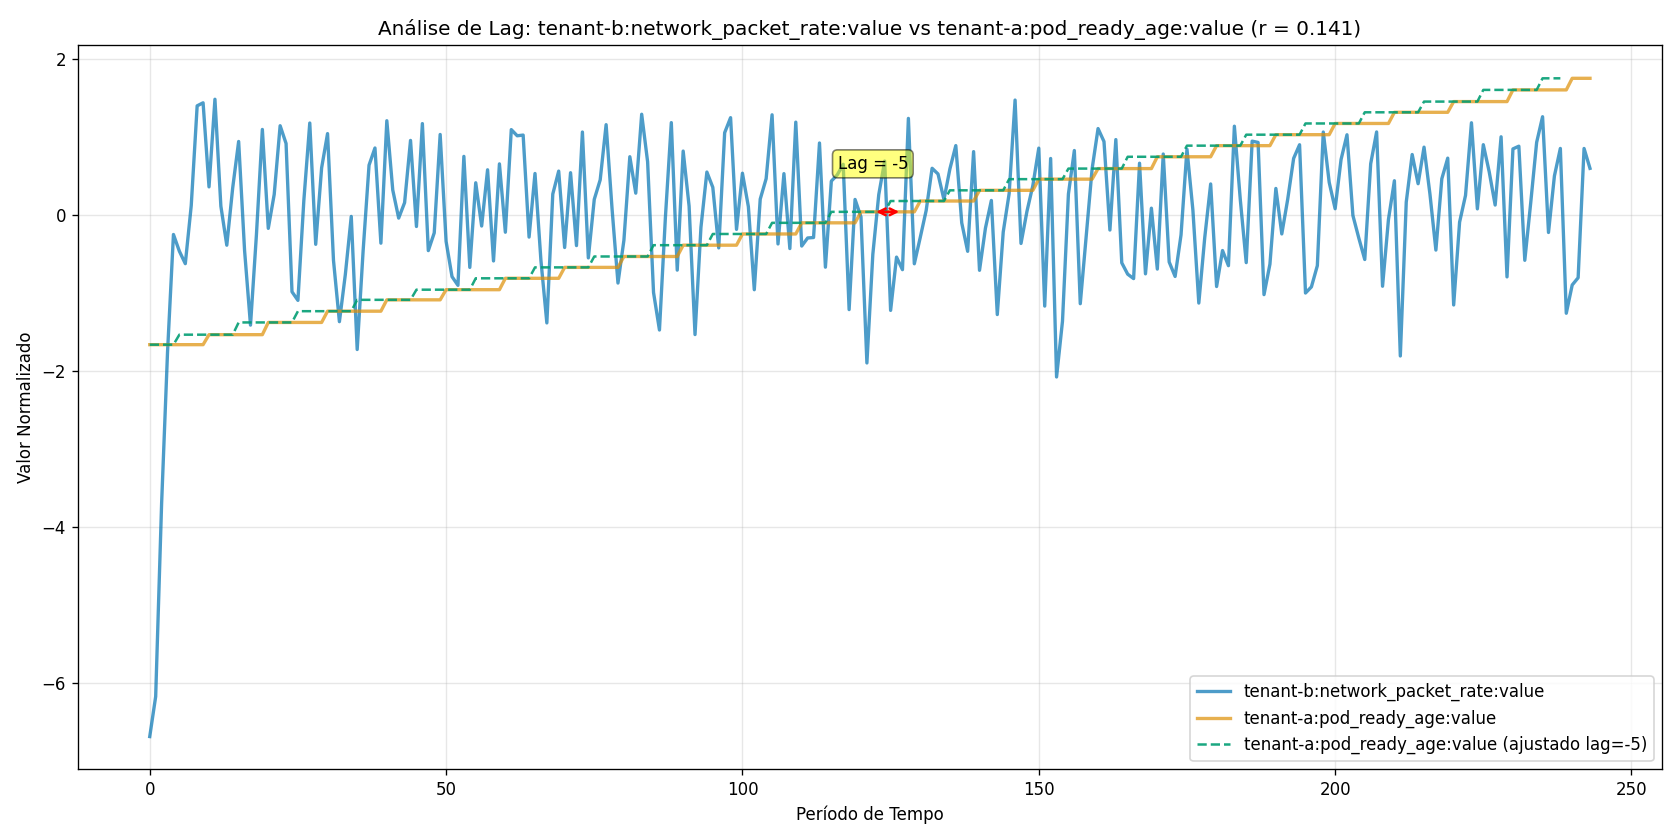 Análise de Lag: tenant-b:network_packet_rate:value vs tenant-a:pod_ready_age:value (r = 0.141)
Valor Normalizado
2
0
−2
−4
−6
Lag = -5
tenant-b:network_packet_rate:value
tenant-a:pod_ready_age:value
tenant-a:pod_ready_age:value (ajustado lag=-5)
0 50 100 150 200 250
Período de Tempo